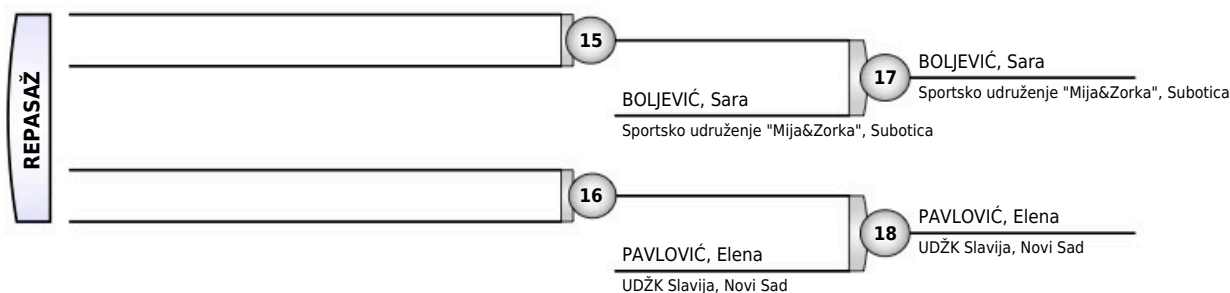 REPASAŽ
15
BOLJEVIĆ, Sara
Sportsko udruženje "Mija&Zorka", Subotica
17
BOLJEVIĆ, Sara
Sportsko udruženje "Mija&Zorka", Subotica
16
PAVLOVIĆ, Elena
UDŽK Slavija, Novi Sad
18
PAVLOVIĆ, Elena
UDŽK Slavija, Novi Sad